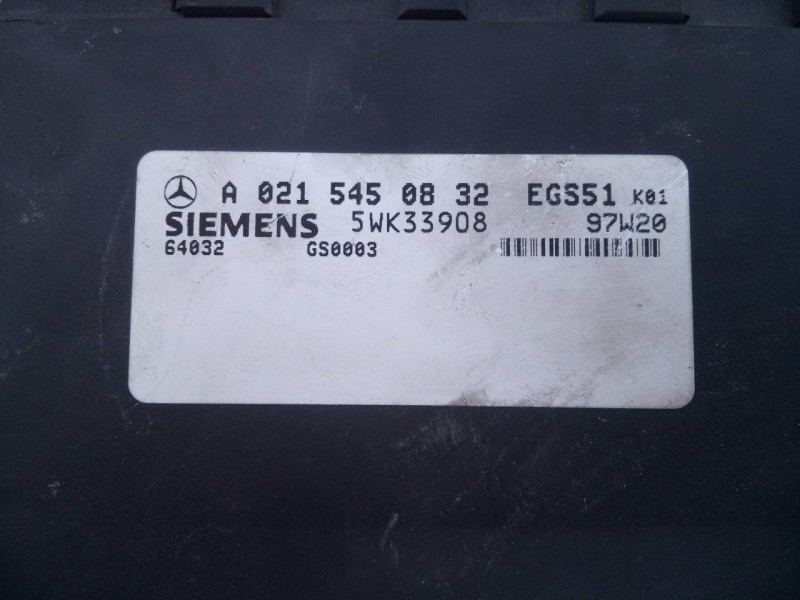 A 021 545 08 32 EGS51 K01
SIEMENS 5WK33908 97W20
64032 GS0003